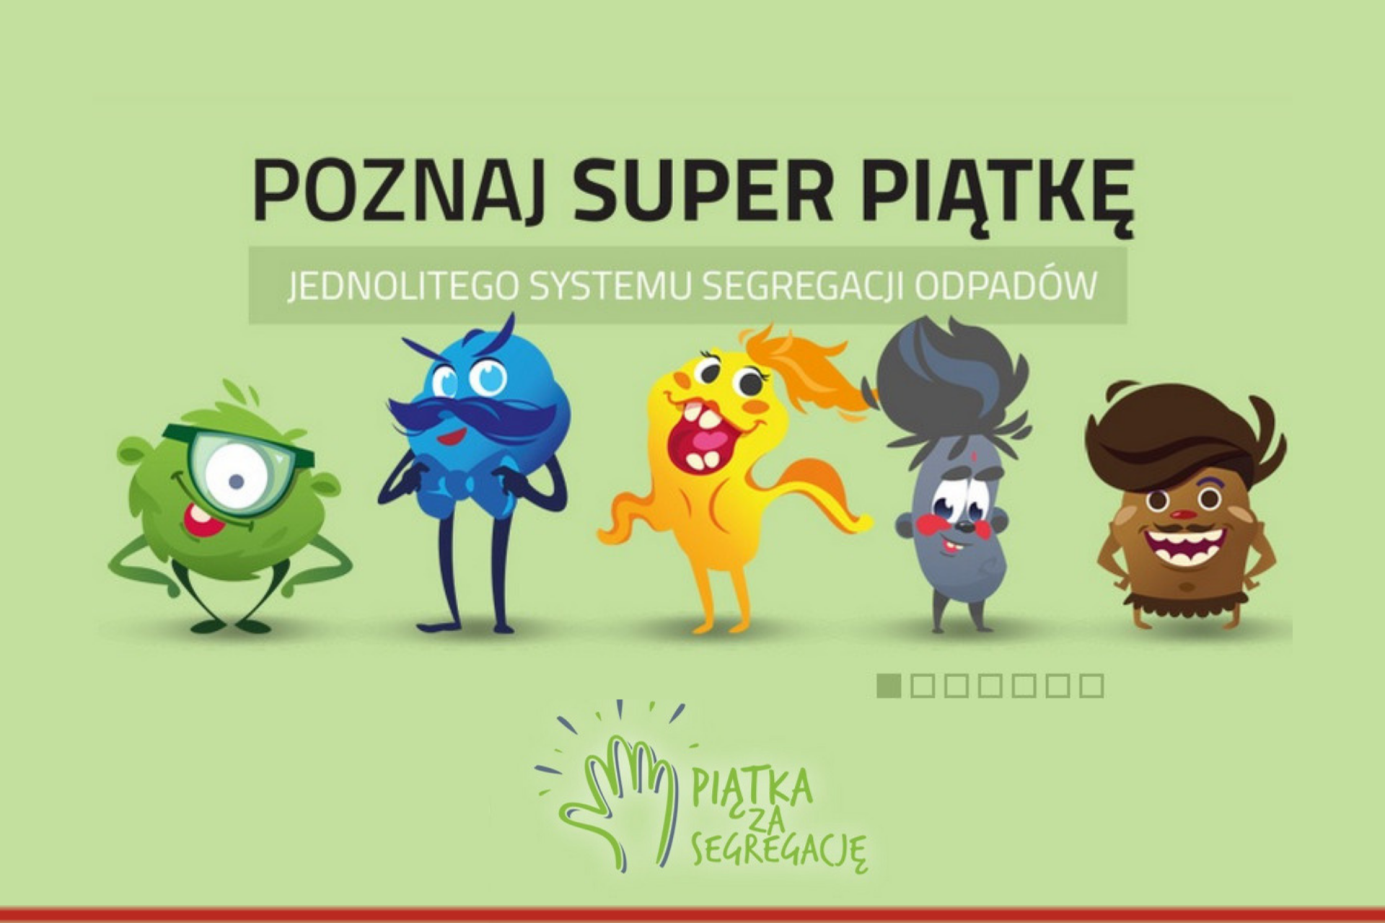 POZNAJ SUPER PIĄTKĘ
JEDNOLITEGO SYSTEMU SEGREGACJI ODPADÓW
PIĄTKA
ZA
SEGREGACJĘ